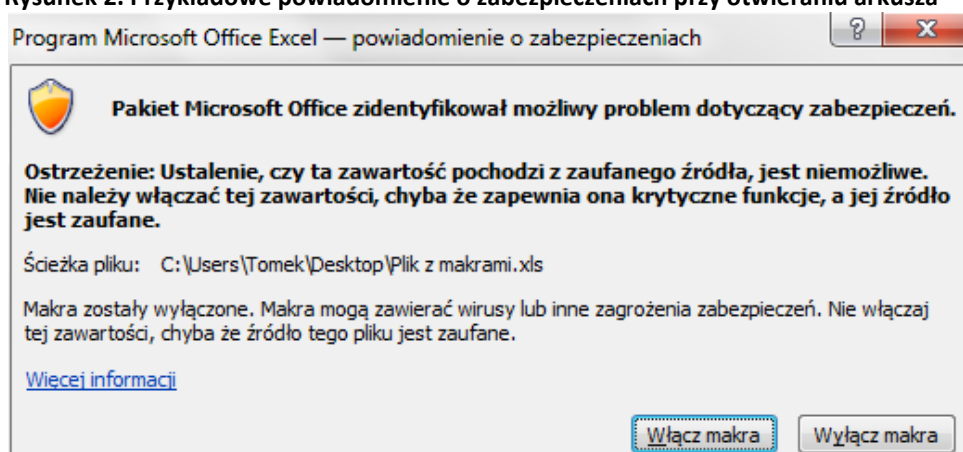 Rysunek 2. Przykładowe powiadomienie o zabezpieczeniach przy otwieraniu arkusza
Program Microsoft Office Excel — powiadomienie o zabezpieczeniach
Pakiet Microsoft Office zidentyfikował możliwy problem dotyczący zabezpieczeń.
Ostrzeżenie: Ustalenie, czy ta zawartość pochodzi z zaufanego źródła, jest niemożliwe.
Nie należy włączać tej zawartości, chyba że zapewnia ona krytyczne funkcje, a jej źródło
jest zaufane.
Ścieżka pliku: C:\Users\Tomek\Desktop\Plik z makrami.xls
Makra zostały wyłączone. Makra mogą zawierać wirusy lub inne zagrożenia zabezpieczeń. Nie włączaj
tej zawartości, chyba że źródło tego pliku jest zaufane.
Więcej informacji
Włącz makra Wyłącz makra